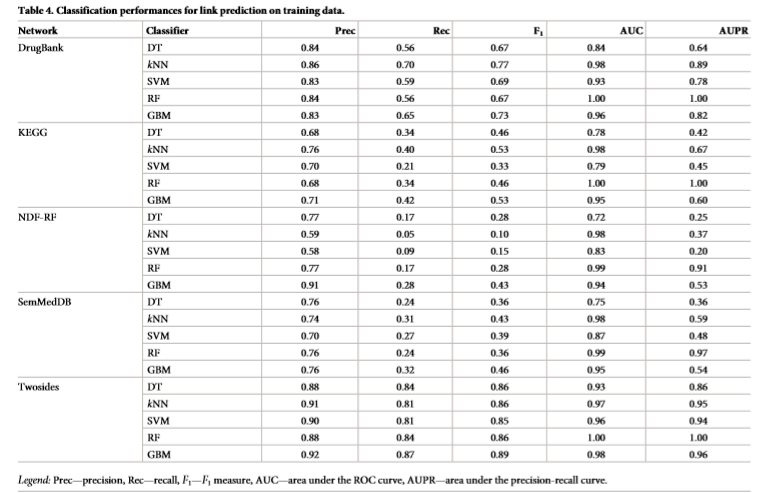 Table 4. Classification performances for link prediction on training data.
Network Classifier Prec Rec F1 AUC AUPR
DrugBank DT 0.84 0.56 0.67 0.84 0.64
kNN 0.86 0.70 0.77 0.98 0.89
SVM 0.83 0.59 0.69 0.93 0.78
RF 0.84 0.56 0.67 1.00 1.00
GBM 0.83 0.65 0.73 0.96 0.82
KEGG DT 0.68 0.34 0.46 0.78 0.42
kNN 0.76 0.40 0.53 0.98 0.67
SVM 0.70 0.21 0.33 0.79 0.45
RF 0.68 0.34 0.46 1.00 1.00
GBM 0.71 0.42 0.53 0.95 0.60
NDF-RF DT 0.77 0.17 0.28 0.72 0.25
kNN 0.59 0.05 0.10 0.98 0.37
SVM 0.58 0.09 0.15 0.83 0.20
RF 0.77 0.17 0.28 0.99 0.91
GBM 0.91 0.28 0.43 0.94 0.53
SemMedDB DT 0.76 0.24 0.36 0.75 0.36
kNN 0.74 0.31 0.43 0.98 0.59
SVM 0.70 0.27 0.39 0.87 0.48
RF 0.76 0.24 0.36 0.99 0.97
GBM 0.76 0.32 0.46 0.95 0.54
Twosides DT 0.88 0.84 0.86 0.93 0.86
kNN 0.91 0.81 0.86 0.97 0.95
SVM 0.90 0.81 0.85 0.96 0.94
RF 0.88 0.84 0.86 1.00 1.00
GBM 0.92 0.87 0.89 0.98 0.96
Legend: Prec—precision, Rec—recall, F1—F1 measure, AUC—area under the ROC curve, AUPR—area under the precision-recall curve.